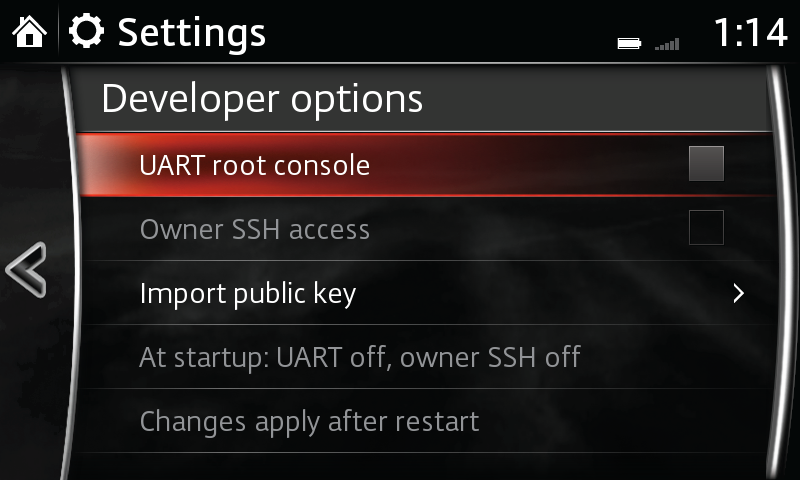 Settings
1:14
Developer options
UART root console
Owner SSH access
Import public key
At startup: UART off, owner SSH off
Changes apply after restart